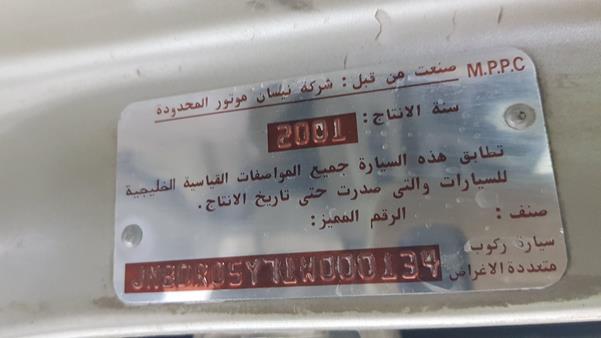 M.P.P.C صنعت من قبل : شركة نيسان موتور المحدودة
سنة الانتاج :
2001
تطابق هذه السيارة جميع المواصفات القياسية الخليجية
للسيارات والتى صدرت حتى تاريخ الانتاج .
صنف : الرقم المميز :
سيارة ركوب
متعددة الاغراض